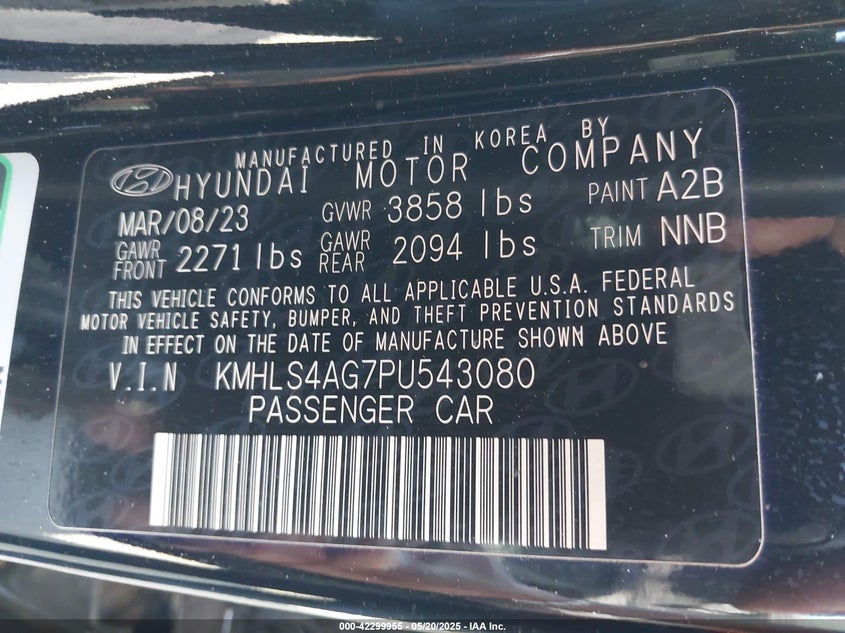 MANUFACTURED IN KOREA BY
HYUNDAI MOTOR COMPANY
MAR/08/23 GVWR 3858 lbs PAINT A2B
GAWR FRONT 2271 lbs GAWR REAR 2094 lbs TRIM NNB
THIS VEHICLE CONFORMS TO ALL APPLICABLE U.S.A. FEDERAL
MOTOR VEHICLE SAFETY, BUMPER, AND THEFT PREVENTION STANDARDS
IN EFFECT ON THE DATE OF MANUFACTURE SHOWN ABOVE
V.I.N KMHLS4AG7PU543080
PASSENGER CAR
000-42299955 — 05/20/2025 — IAA Inc.